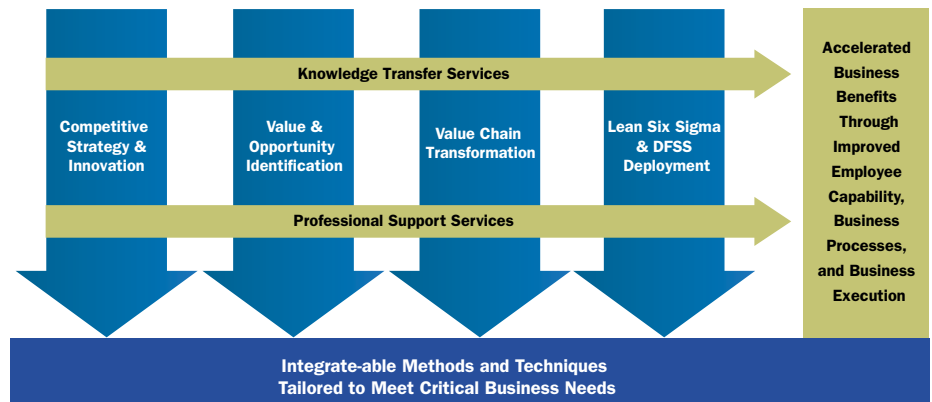 Knowledge Transfer Services
Competitive
Strategy &
Innovation
Value &
Opportunity
Identification
Value Chain
Transformation
Lean Six Sigma
& DFSS
Deployment
Professional Support Services
Accelerated
Business
Benefits
Through
Improved
Employee
Capability,
Business
Processes,
and Business
Execution
Integrate-able Methods and Techniques
Tailored to Meet Critical Business Needs